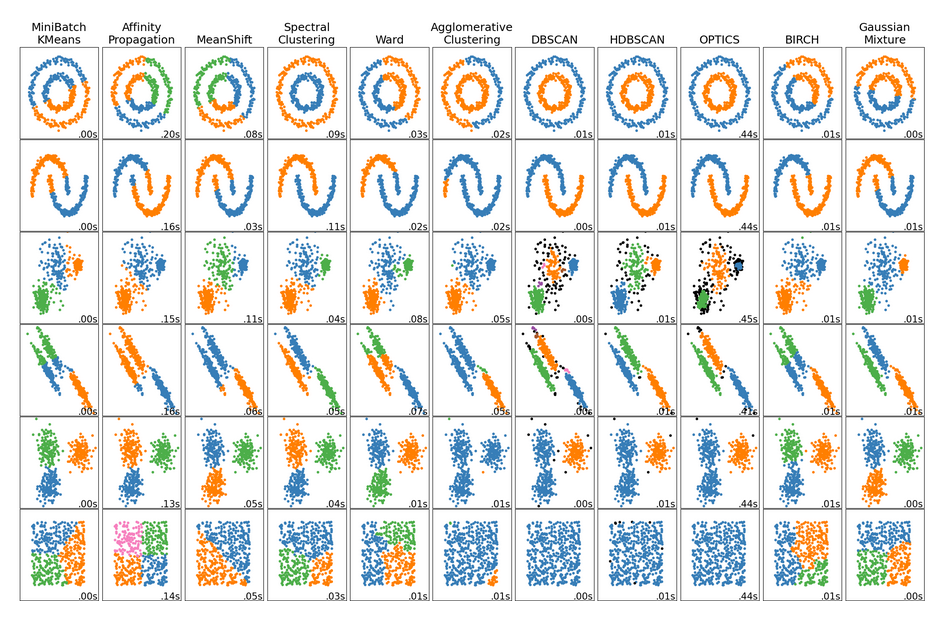 MiniBatch
KMeans
Affinity
Propagation
MeanShift
Spectral
Clustering
Ward
Agglomerative
Clustering
DBSCAN
HDBSCAN
OPTICS
BIRCH
Gaussian
Mixture
.00s .20s .08s .09s .03s .02s .01s .01s .44s .01s .00s
.00s .16s .03s .11s .02s .02s .00s .01s .44s .01s .01s
.00s .15s .11s .04s .08s .05s .00s .01s .45s .01s .01s
.00s .16s .06s .05s .07s .05s .00s .01s .41s .01s .01s
.00s .13s .05s .04s .01s .01s .00s .01s .44s .01s .00s
.00s .14s .05s .03s .01s .01s .00s .01s .44s .01s .00s